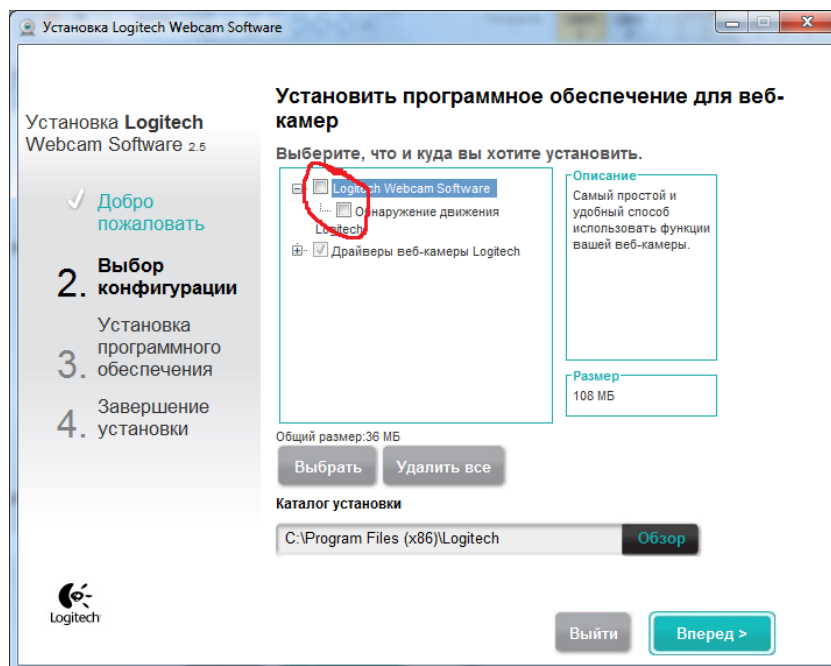 Установка Logitech Webcam Software
Установить программное обеспечение для веб-
камер
Установка Logitech
Webcam Software 2.5
Выберите, что и куда вы хотите установить.
Добро
пожаловать
2. Выбор
конфигурации
3. Установка
программного
обеспечения
4. Завершение
установки
Logitech Webcam Software
Обнаружение движения
Logitech
Драйверы веб-камеры Logitech
Описание
Самый простой и
удобный способ
использовать функции
вашей веб-камеры.
Размер
108 МБ
Общий размер:36 МБ
Выбрать
Удалить все
Каталог установки
C:\Program Files (x86)\Logitech
Обзор
Logitech
Выйти
Вперед >